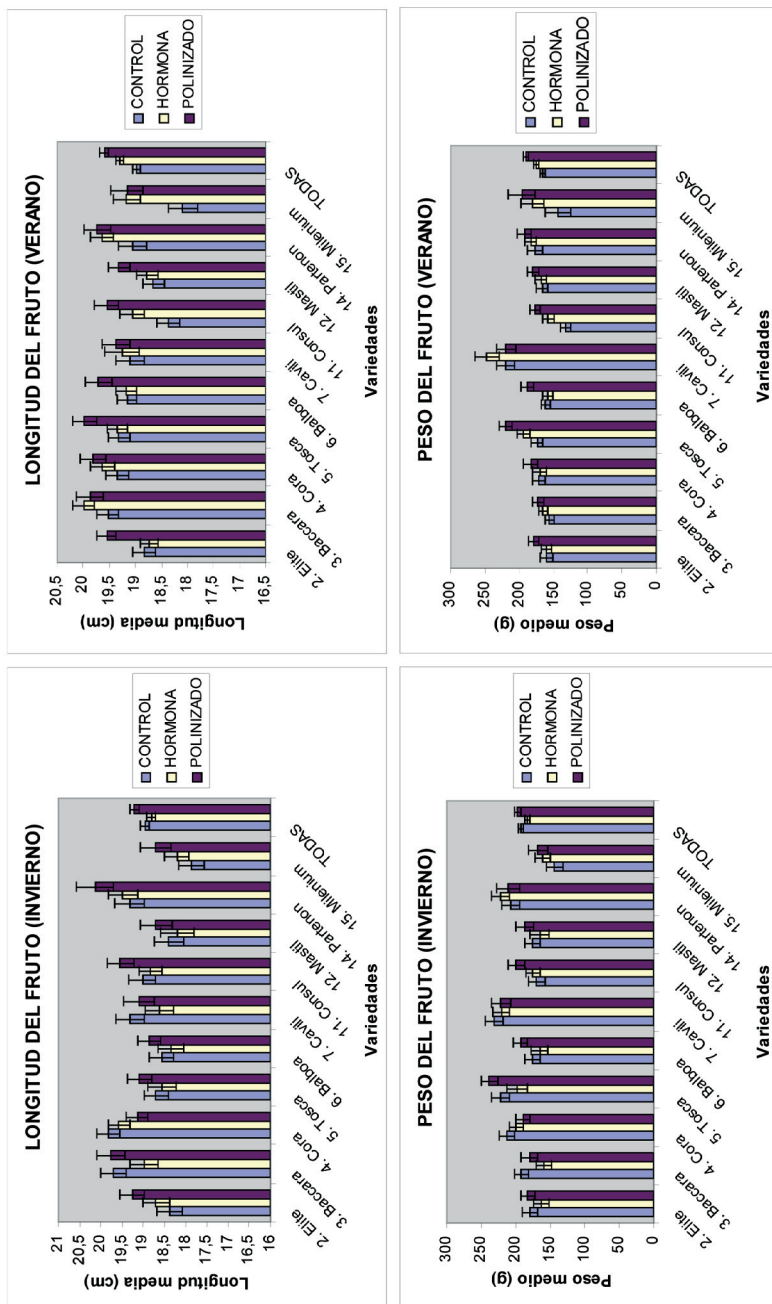 LONGITUD DEL FRUTO (INVIERNO)
Longitud media (cm)
21
20,5
20
19,5
19
18,5
18
17,5
17
16,5
16
2. Elite
3. Baccara
4. Cora
5. Tosca
6. Balboa
7. Cavili
11. Consul
12. Mastil
14. Partenon
15. Milenium
TODAS
Variedades
CONTROL
HORMONA
POLINIZADO
LONGITUD DEL FRUTO (VERANO)
Longitud media (cm)
20,5
20
19,5
19
18,5
18
17,5
17
16,5
2. Elite
3. Baccara
4. Cora
5. Tosca
6. Balboa
7. Cavili
11. Consul
12. Mastil
14. Partenon
15. Milenium
TODAS
Variedades
CONTROL
HORMONA
POLINIZADO
PESO DEL FRUTO (INVIERNO)
Peso medio (g)
300
250
200
150
100
50
0
2. Elite
3. Baccara
4. Cora
5. Tosca
6. Balboa
7. Cavili
11. Consul
12. Mastil
14. Partenon
15. Milenium
TODAS
Variedades
CONTROL
HORMONA
POLINIZADO
PESO DEL FRUTO (VERANO)
Peso medio (g)
300
250
200
150
100
50
0
2. Elite
3. Baccara
4. Cora
5. Tosca
6. Balboa
7. Cavili
11. Consul
12. Mastil
14. Partenon
15. Milenium
TODAS
Variedades
CONTROL
HORMONA
POLINIZADO